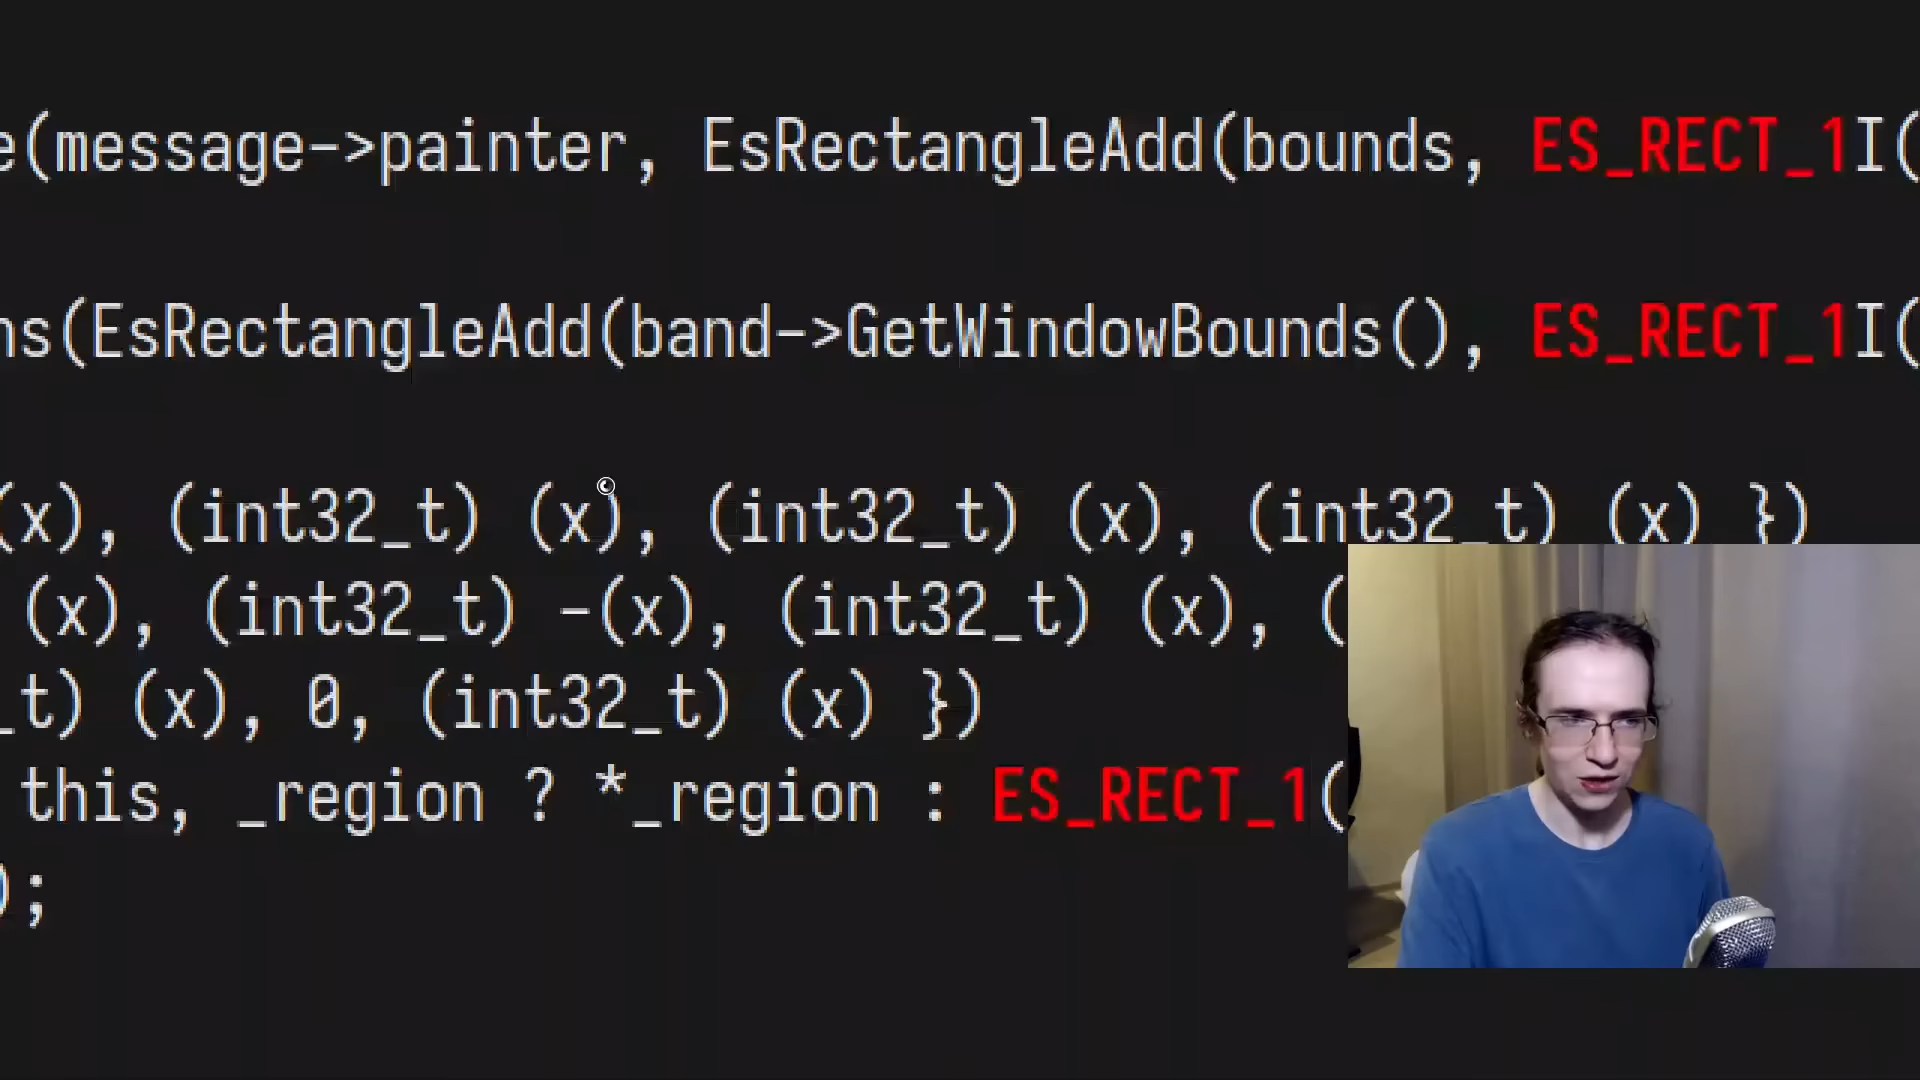 e(message->painter, EsRectangleAdd(bounds, ES_RECT_1I(
ns(EsRectangleAdd(band->GetWindowBounds(), ES_RECT_1I(
(x), (int32_t) (x), (int32_t) (x), (int32_t) (x) })
(x), (int32_t) -(x), (int32_t) (x), (
_t) (x), 0, (int32_t) (x) })
this, _region ? *_region : ES_RECT_1(
);